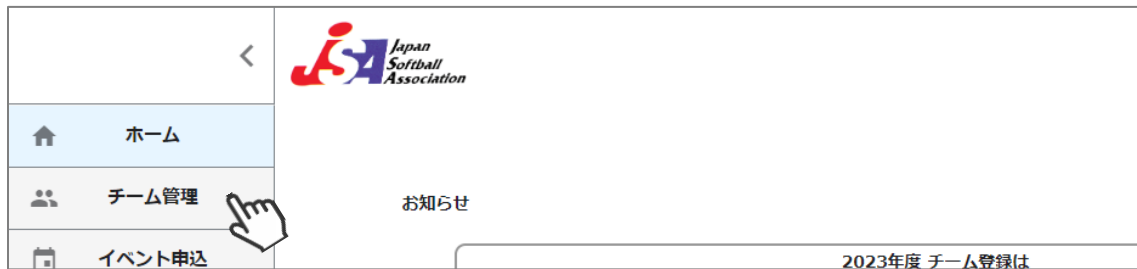 JSA
Japan
Softball
Association
ホーム
チーム管理
お知らせ
イベント申込
2023年度 チーム登録は